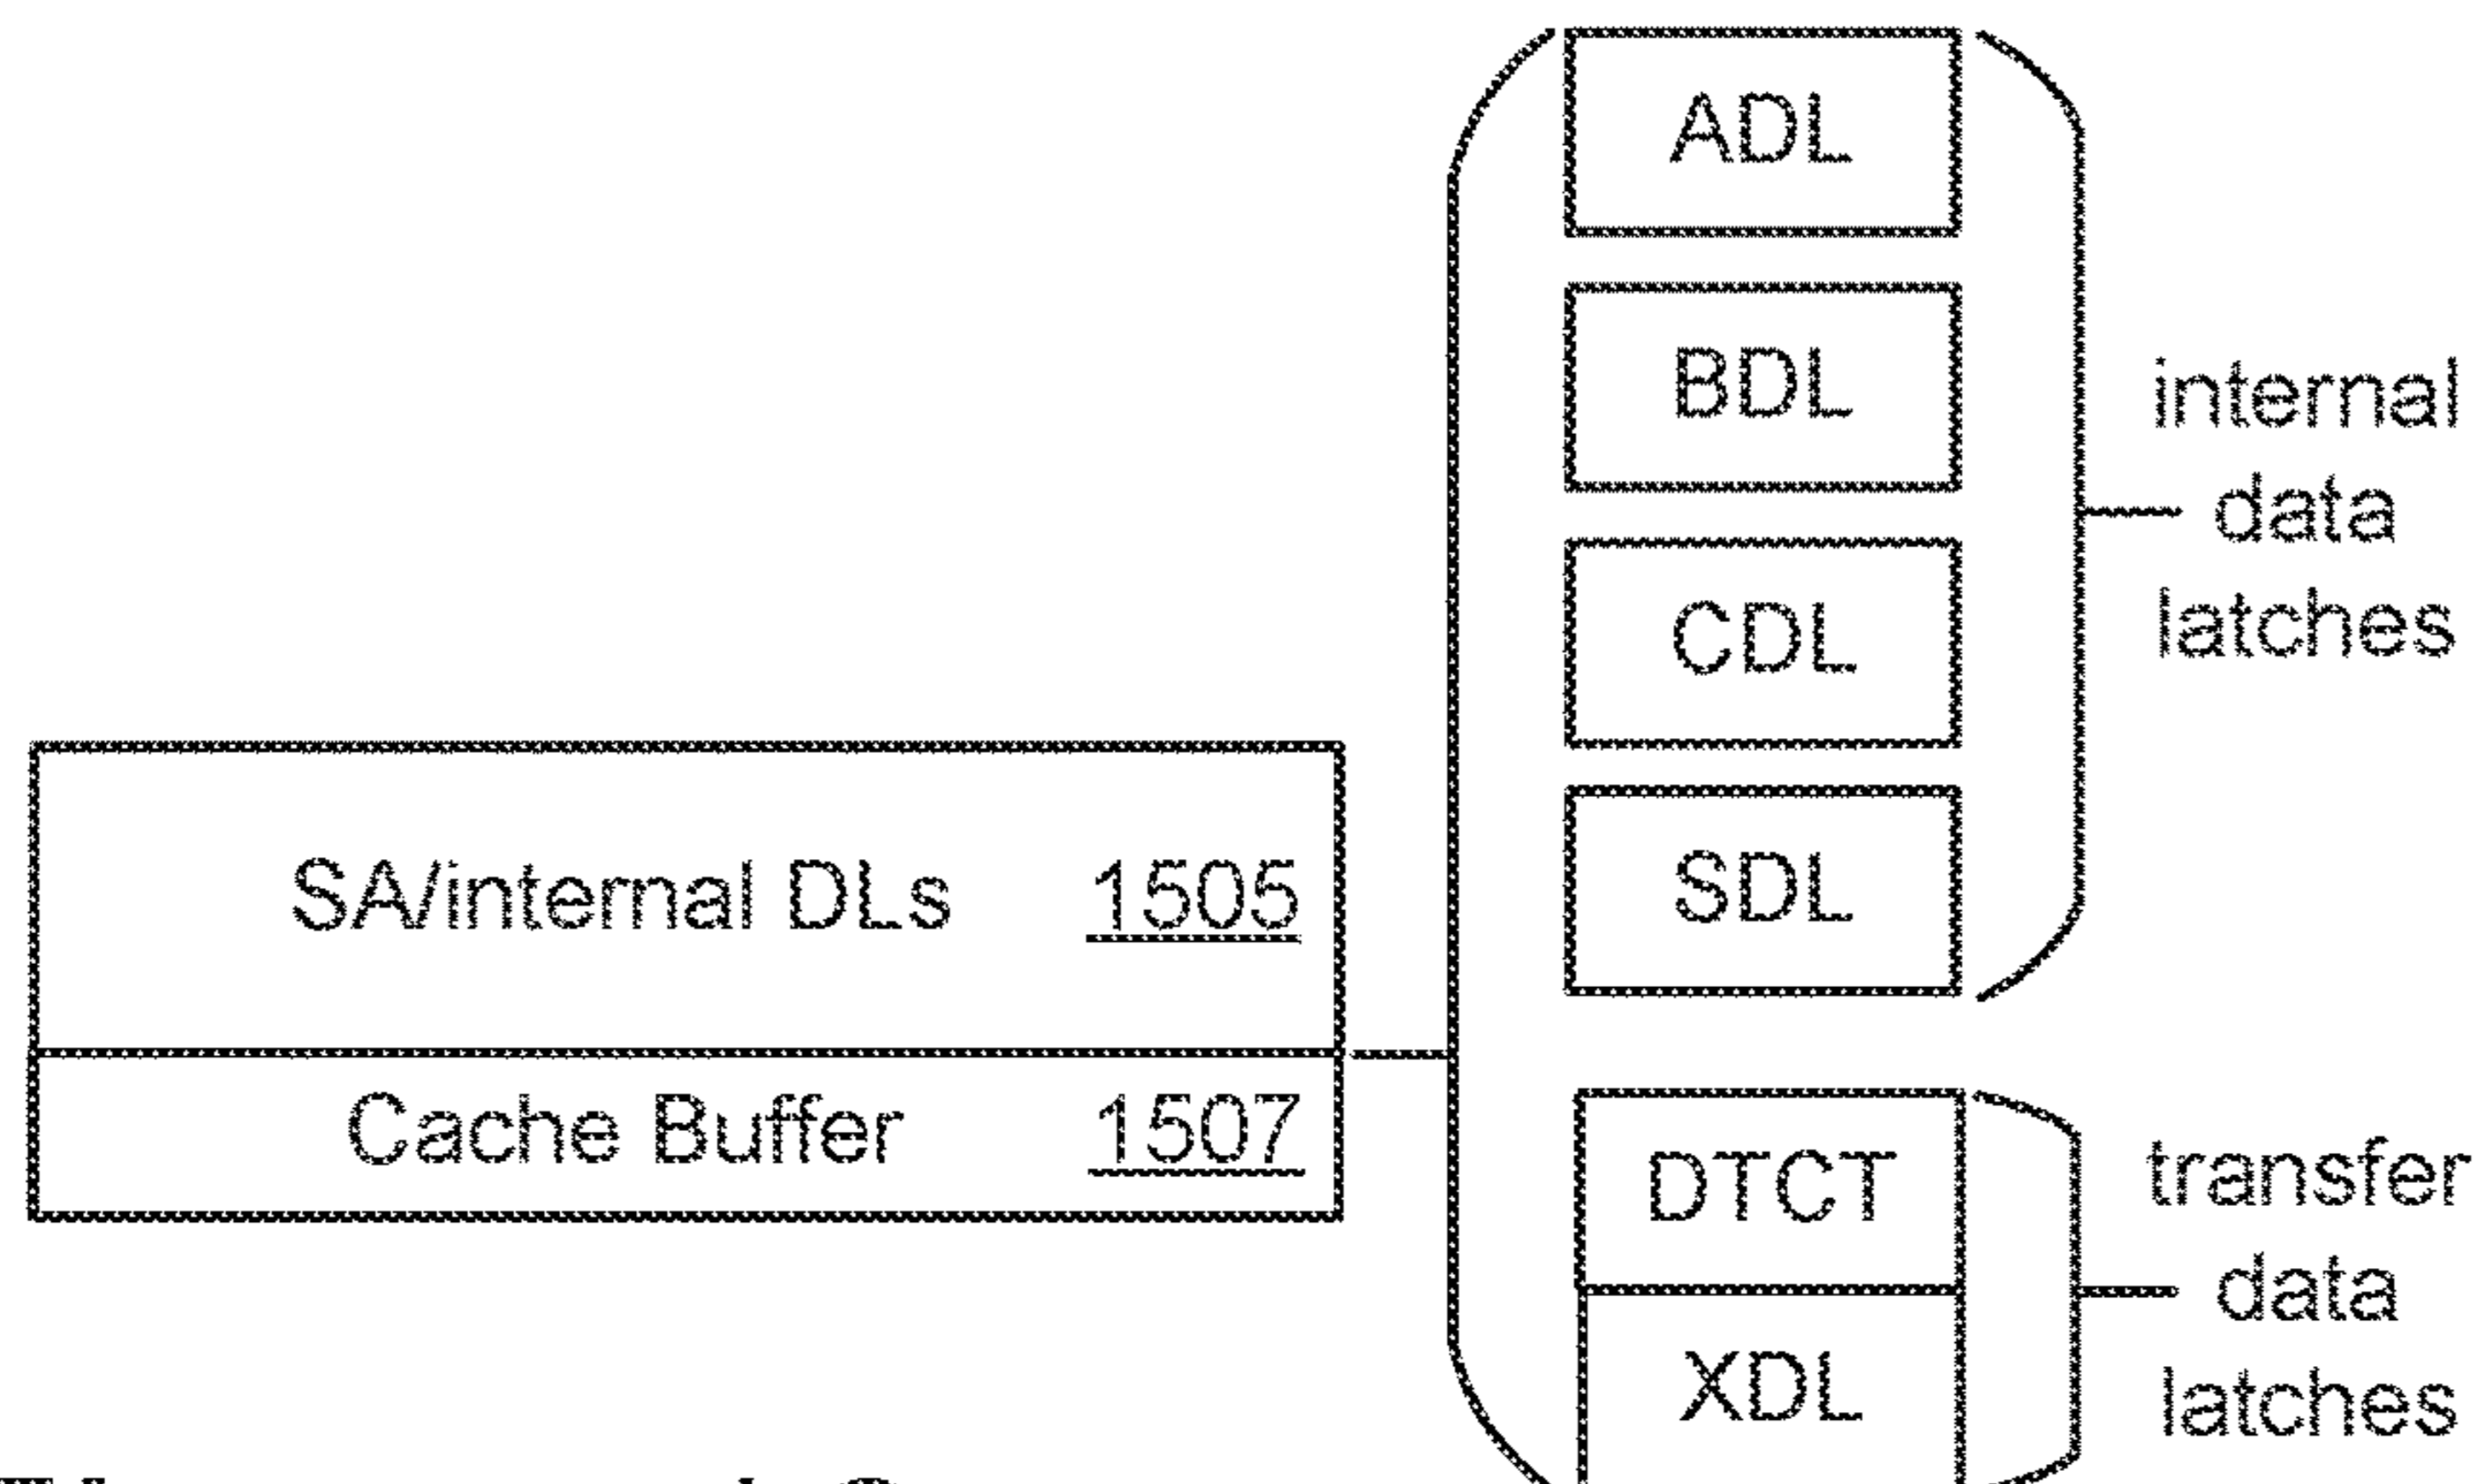 ADL
BDL
internal
data
latches
CDL
SDL
SA/internal DLs 1505
Cache Buffer 1507
DTCT
XDL
transfer
data
latches